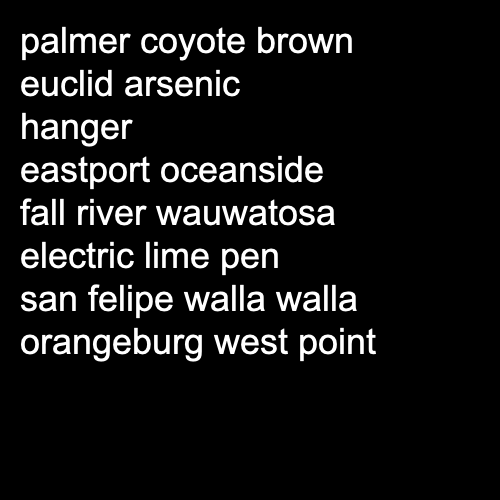 palmer coyote brown
euclid arsenic
hanger
eastport oceanside
fall river wauwatosa
electric lime pen
san felipe walla walla
orangeburg west point